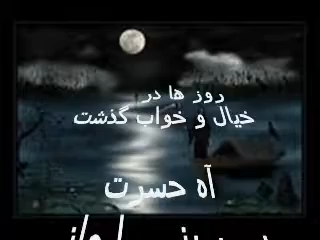 روز ها در
خیال و خواب گذشت
آه حسرت